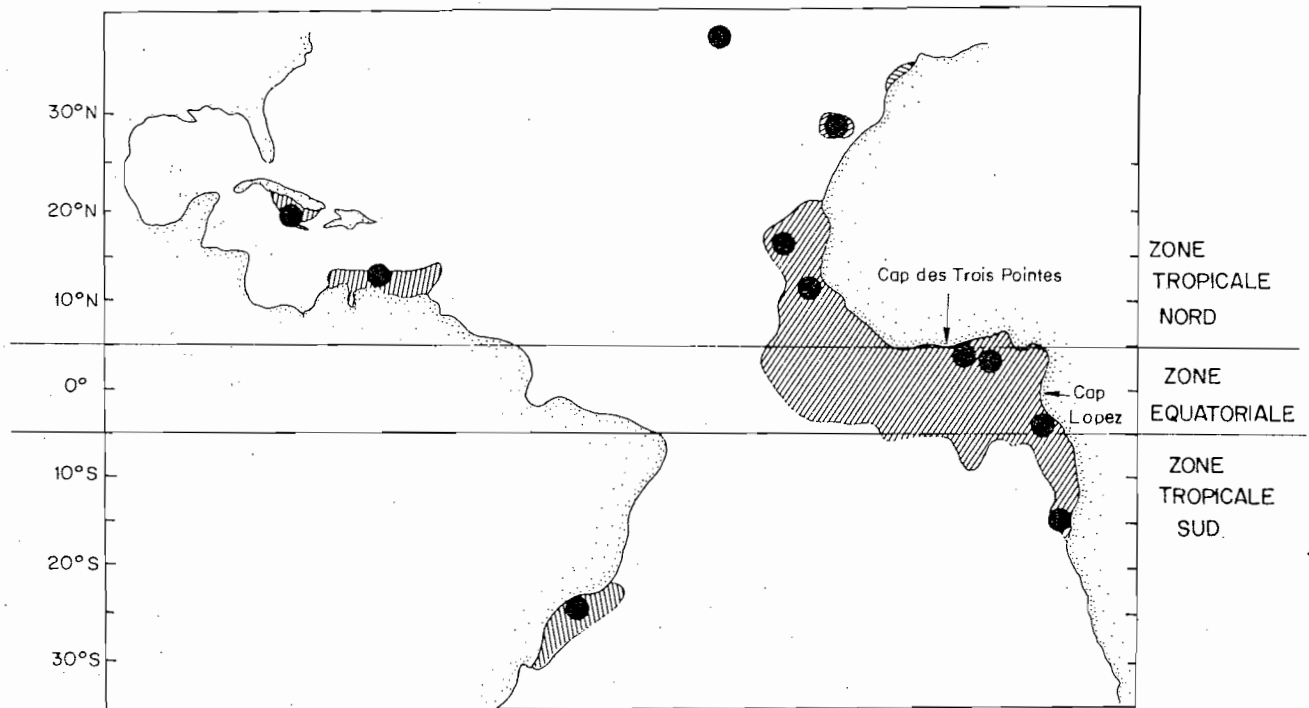 30°N
20°N
10°N
0°
10°S
20°S
30°S
Cap des Trois Pointes
Cap
Lopez
ZONE
TROPICALE
NORD
ZONE
EQUATORIALE
ZONE
TROPICALE
SUD